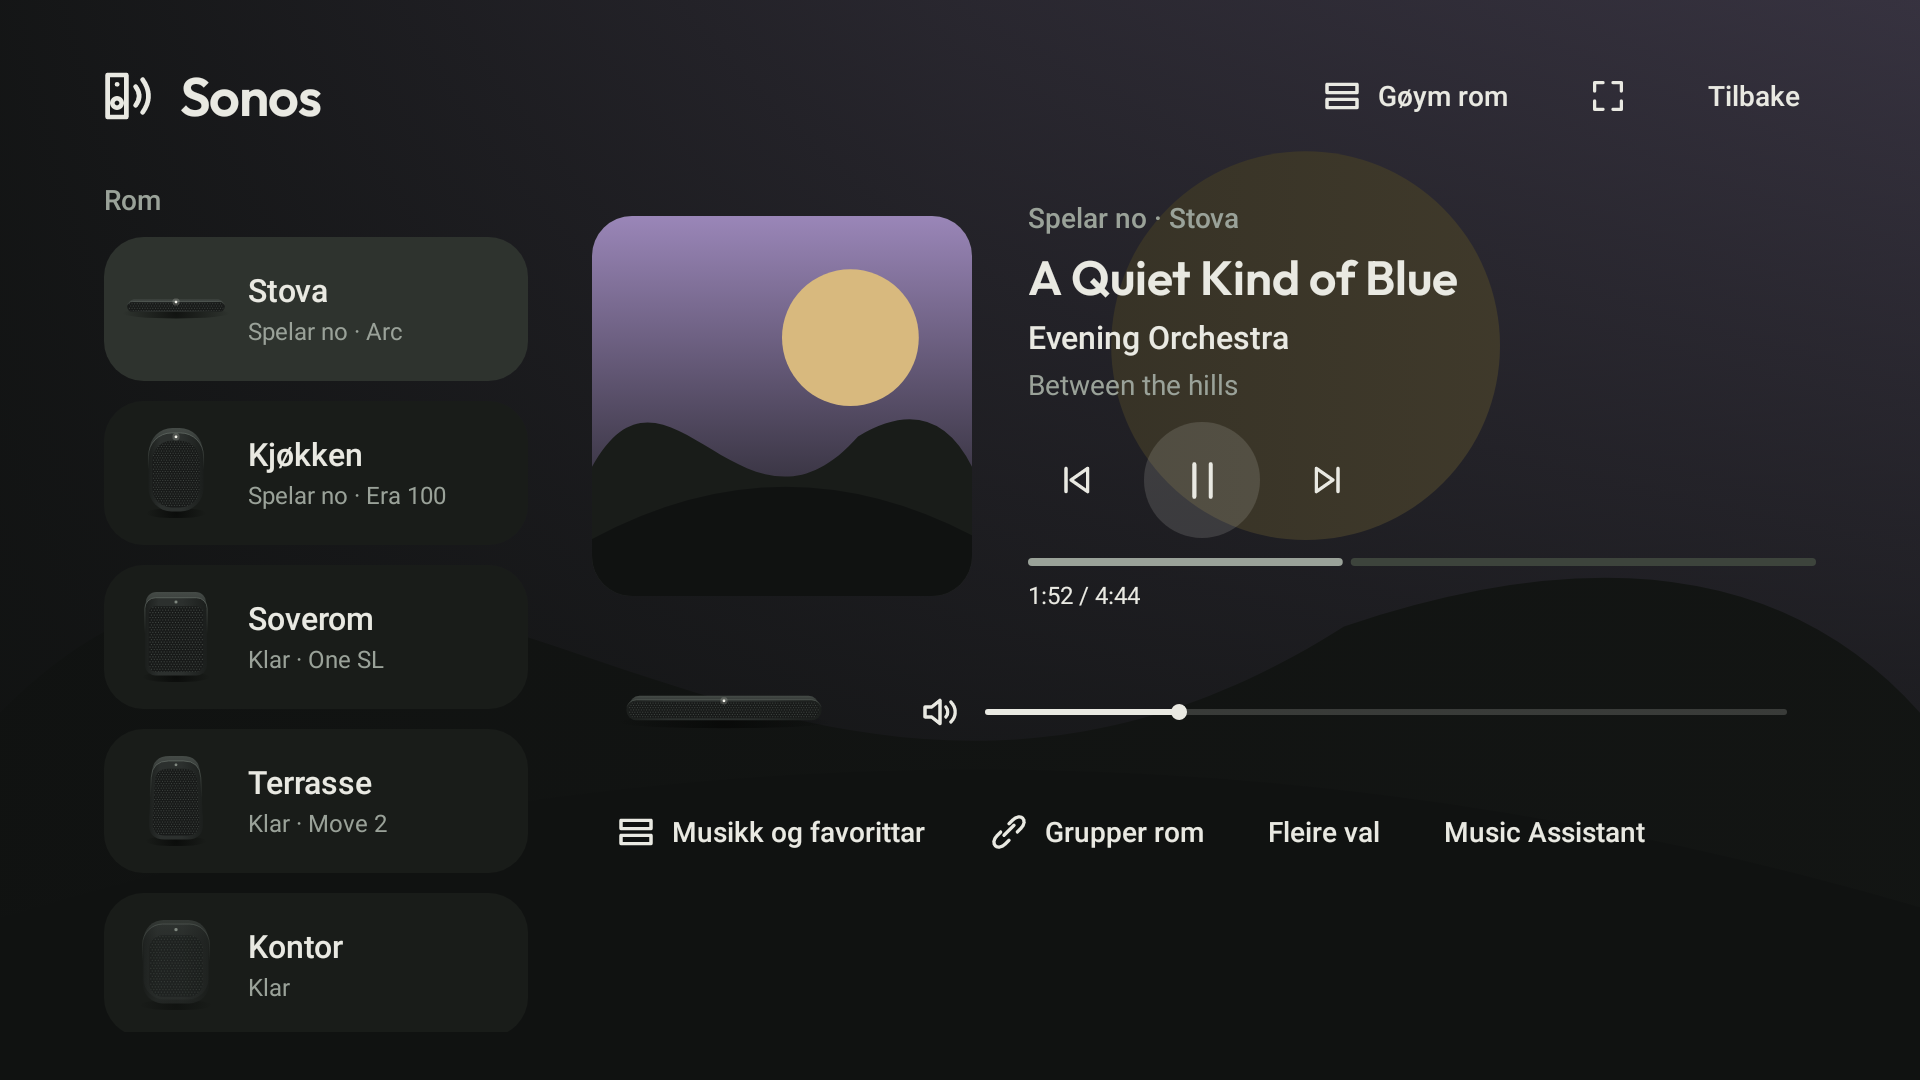 Sonos
Gøym rom
Tilbake
Rom
Stova
Spelar no · Arc
Kjøkken
Spelar no · Era 100
Soverom
Klar · One SL
Terrasse
Klar · Move 2
Kontor
Klar
Spelar no · Stova
A Quiet Kind of Blue
Evening Orchestra
Between the hills
1:52 / 4:44
Musikk og favorittar
Grupper rom
Fleire val
Music Assistant